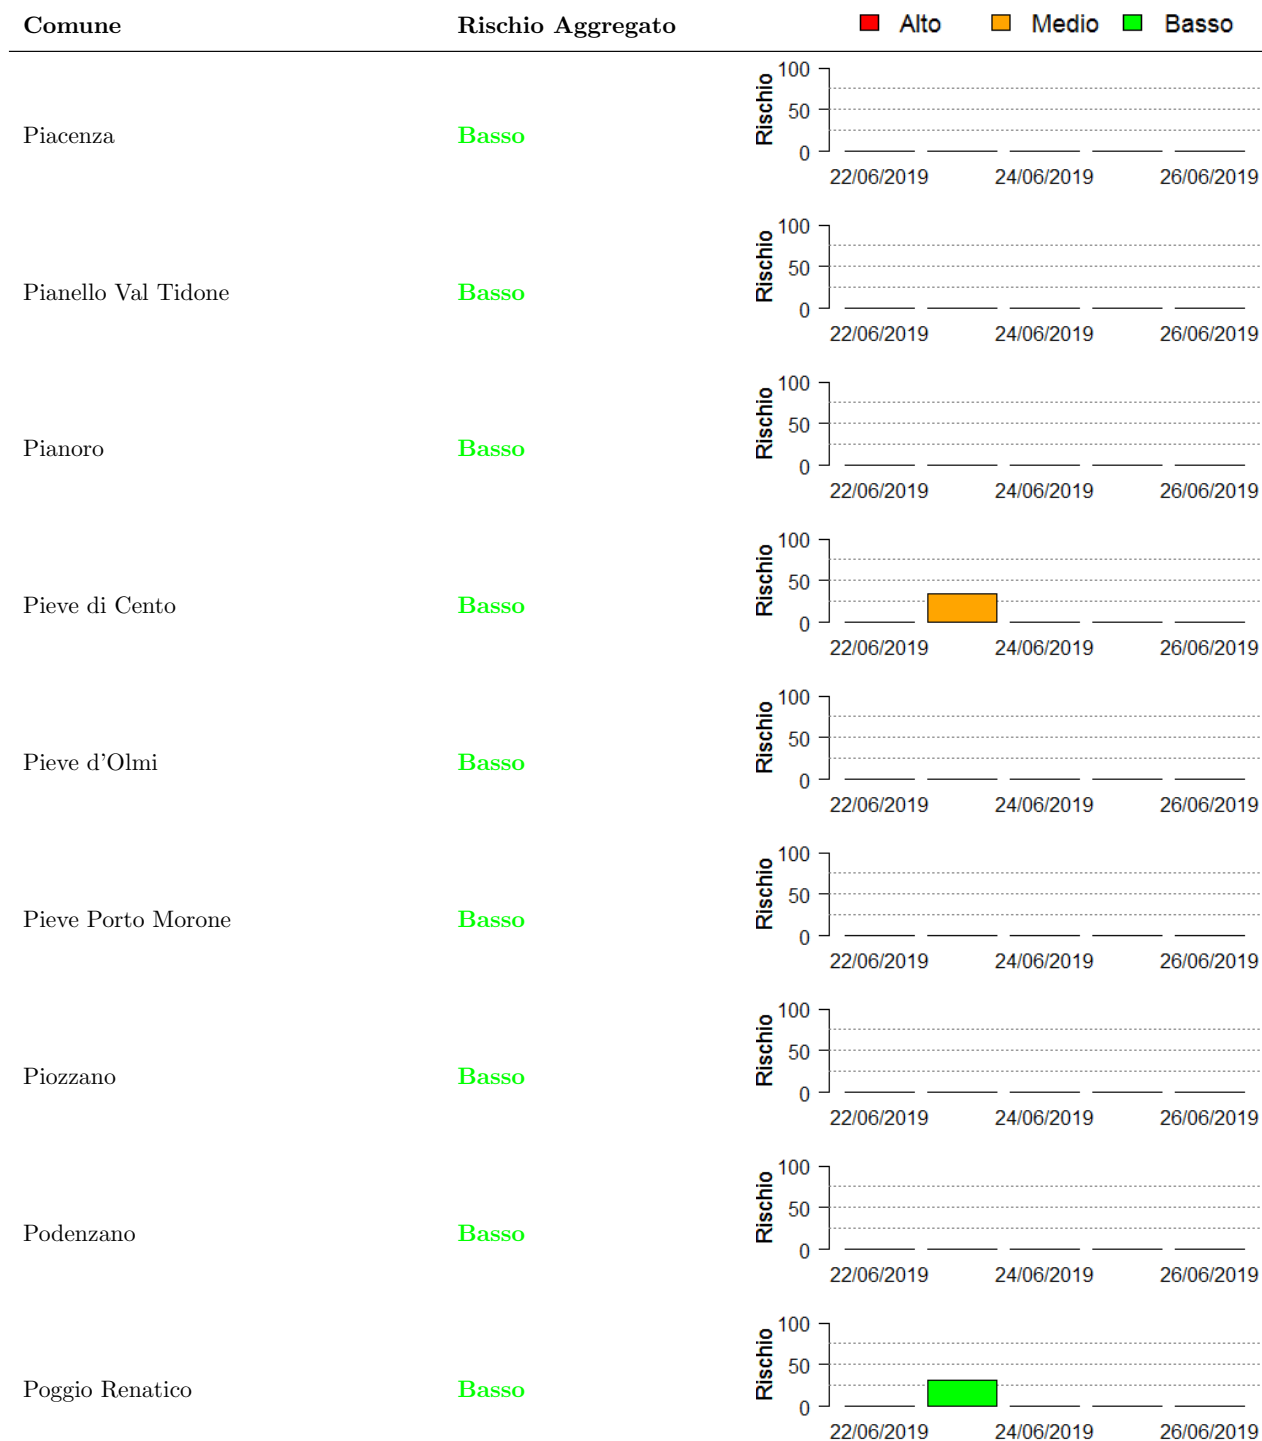 Comune Rischio Aggregato Alto Medio Basso
100
50
0
Rischio
Piacenza Basso
22/06/2019 24/06/2019 26/06/2019
100
50
0
Rischio
Pianello Val Tidone Basso
22/06/2019 24/06/2019 26/06/2019
100
50
0
Rischio
Pianoro Basso
22/06/2019 24/06/2019 26/06/2019
100
50
0
Rischio
Pieve di Cento Basso
22/06/2019 24/06/2019 26/06/2019
100
50
0
Rischio
Pieve d'Olmi Basso
22/06/2019 24/06/2019 26/06/2019
100
50
0
Rischio
Pieve Porto Morone Basso
22/06/2019 24/06/2019 26/06/2019
100
50
0
Rischio
Piozzano Basso
22/06/2019 24/06/2019 26/06/2019
100
50
0
Rischio
Podenzano Basso
22/06/2019 24/06/2019 26/06/2019
100
50
0
Rischio
Poggio Renatico Basso
22/06/2019 24/06/2019 26/06/2019